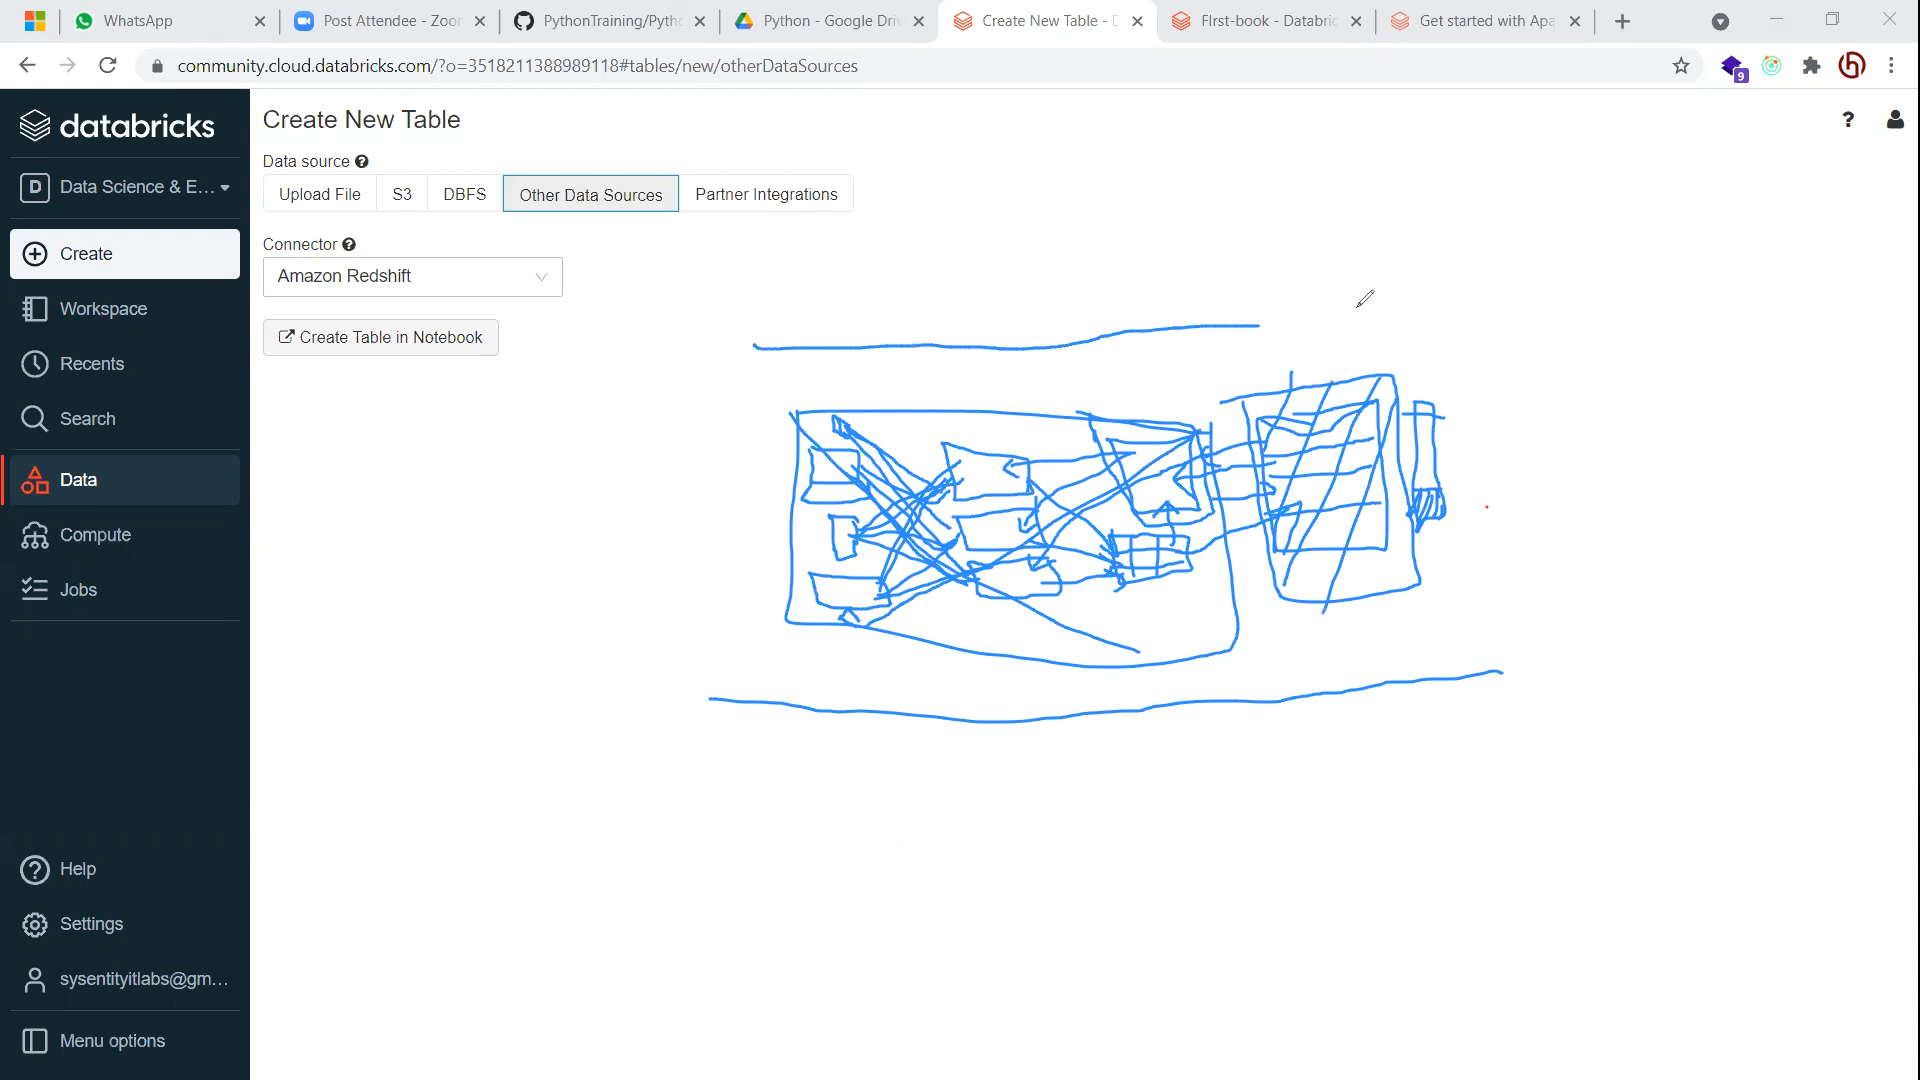 WhatsApp
Post Attendee - Zoo
PythonTraining/Pyth
Python - Google Dri
Create New Table -
FIrst-book - Databric
Get started with Apa
community.cloud.databricks.com/?o=3518211388989118#tables/new/otherDataSources
9
databricks
D
Data Science & E...
Create
Workspace
Recents
Search
Data
Compute
Jobs
Help
Settings
sysentityitlabs@gm...
Menu options
Create New Table
?
Data source ?
Upload File
S3
DBFS
Other Data Sources
Partner Integrations
Connector ?
Amazon Redshift
Create Table in Notebook